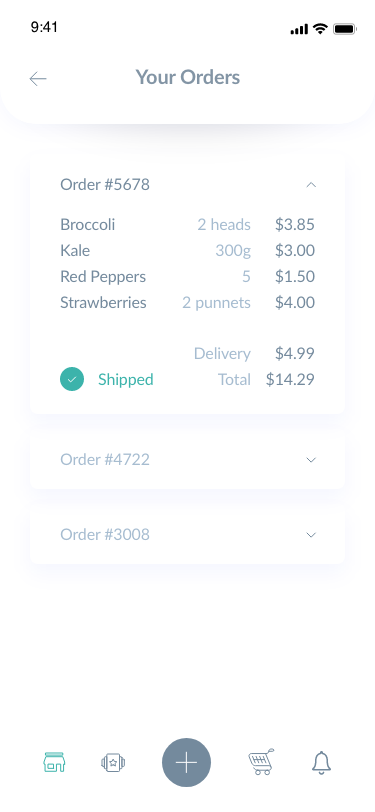 9:41
Your Orders
Order #5678
Broccoli 2 heads $3.85
Kale 300g $3.00
Red Peppers 5 $1.50
Strawberries 2 punnets $4.00
Delivery $4.99
Shipped Total $14.29
Order #4722
Order #3008